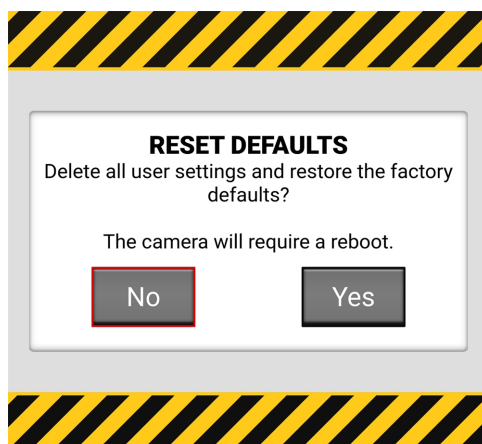 RESET DEFAULTS
Delete all user settings and restore the factory
defaults?
The camera will require a reboot.
No
Yes